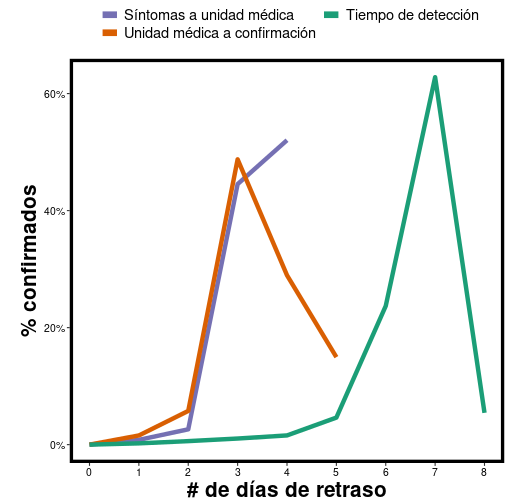 Síntomas a unidad médica
Tiempo de detección
Unidad médica a confirmación
% confirmados
60%
40%
20%
0%
0 1 2 3 4 5 6 7 8
# de días de retraso